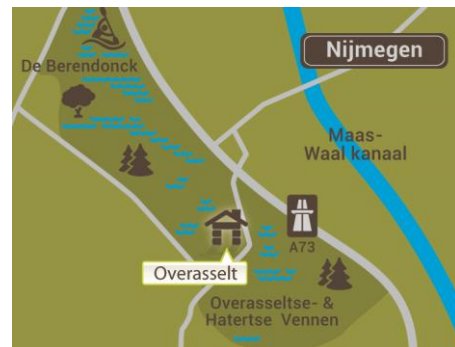 Nijmegen
De Berendonck
Maas-
Waal kanaal
A73
Overasselt
Overasseltse- &
Hatertse Vennen